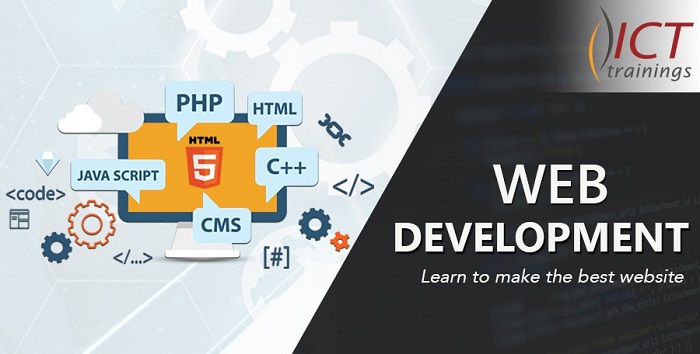 ICT
trainings
PHP
HTML
HTML
5
JAVA SCRIPT
C++
<code>
</>
CMS
</...>
[#]
WEB
DEVELOPMENT
Learn to make the best website